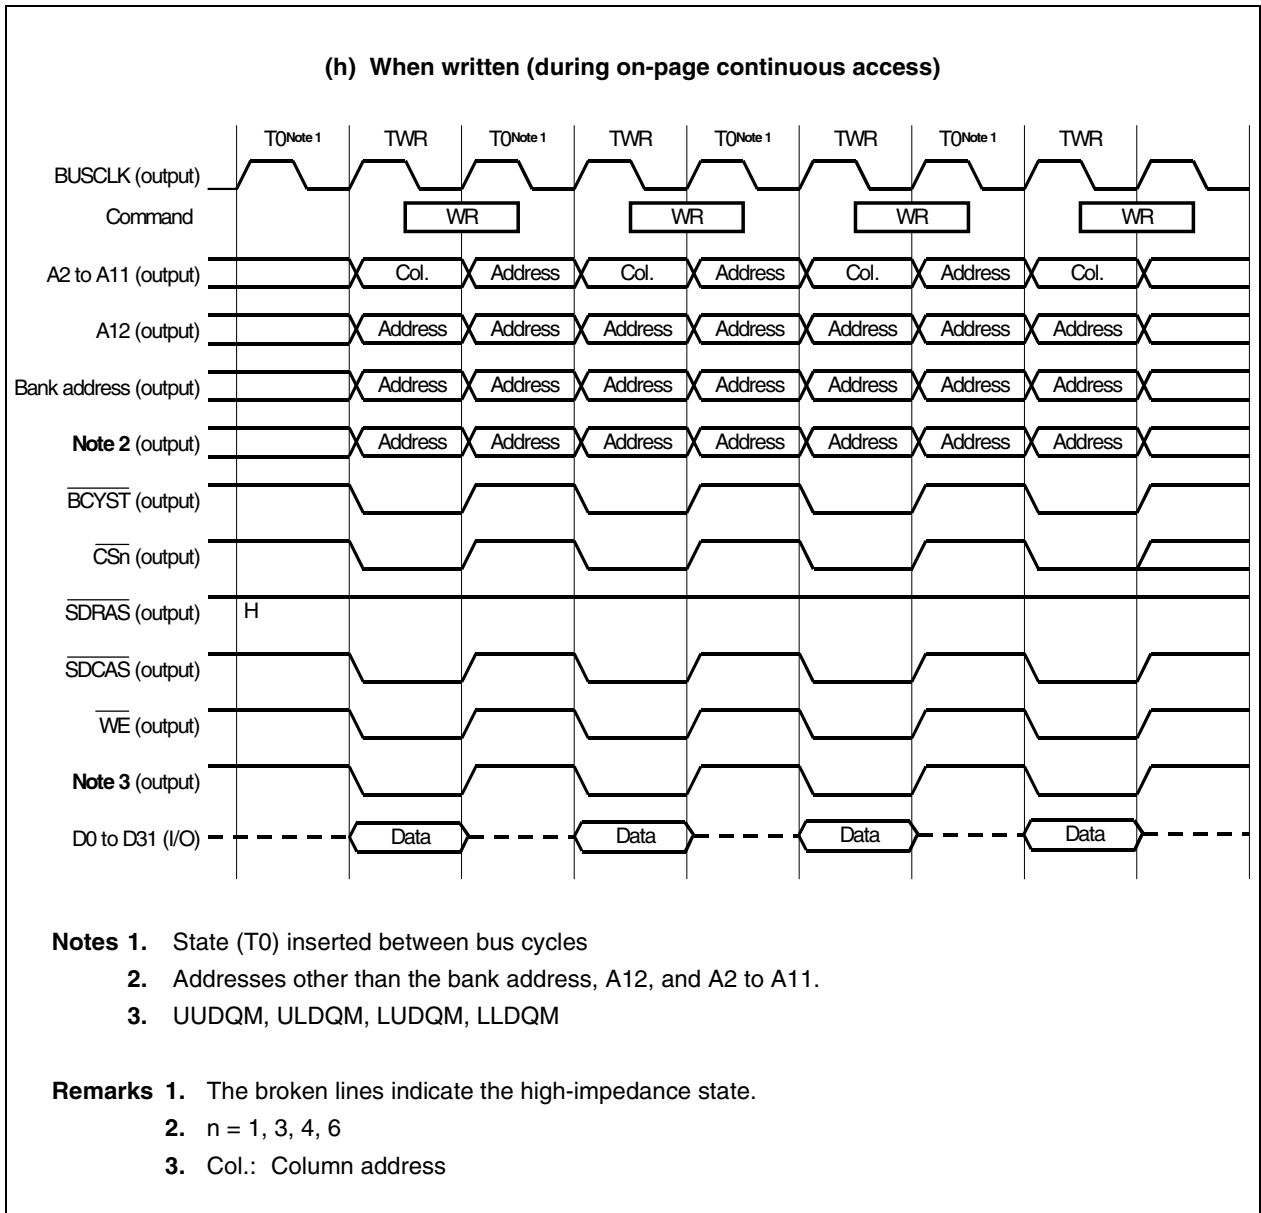 (h) When written (during on-page continuous access)
T0Note 1 TWR T0Note 1 TWR T0Note 1 TWR T0Note 1 TWR
BUSCLK (output)
Command WR WR WR WR
A2 to A11 (output) Col. Address Col. Address Col. Address Col.
A12 (output) Address Address Address Address Address Address Address
Bank address (output) Address Address Address Address Address Address Address
Note 2 (output) Address Address Address Address Address Address Address
BCYST (output)
CSn (output)
SDRAS (output) H
SDCAS (output)
WE (output)
Note 3 (output)
D0 to D31 (I/O) Data Data Data Data
Notes 1. State (T0) inserted between bus cycles
2. Addresses other than the bank address, A12, and A2 to A11.
3. UUDQM, ULDQM, LUDQM, LLDQM
Remarks 1. The broken lines indicate the high-impedance state.
2. n = 1, 3, 4, 6
3. Col.: Column address